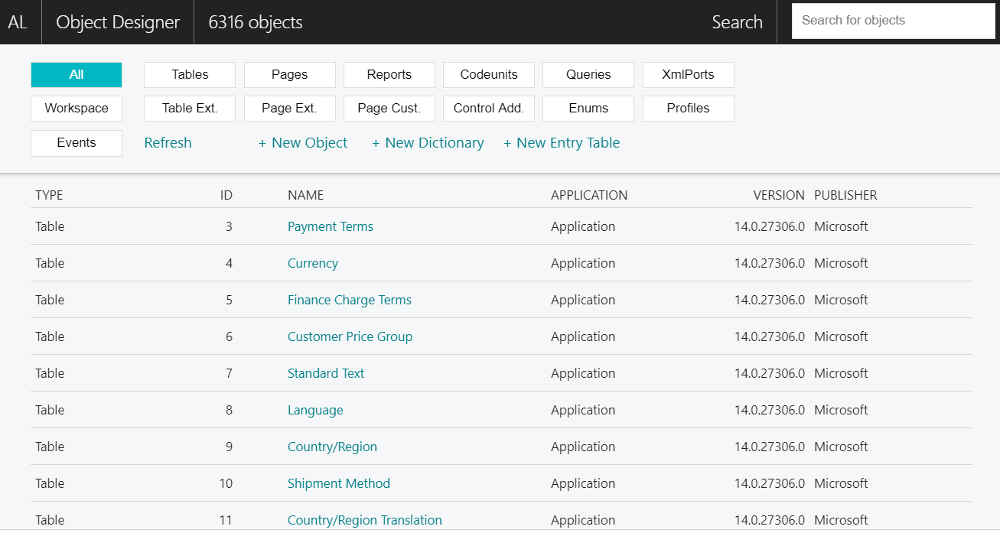 AL Object Designer 6316 objects Search Search for objects
All Tables Pages Reports Codeunits Queries XmlPorts
Workspace Table Ext. Page Ext. Page Cust. Control Add. Enums Profiles
Events Refresh + New Object + New Dictionary + New Entry Table
TYPE ID NAME APPLICATION VERSION PUBLISHER
Table 3 Payment Terms Application 14.0.27306.0 Microsoft
Table 4 Currency Application 14.0.27306.0 Microsoft
Table 5 Finance Charge Terms Application 14.0.27306.0 Microsoft
Table 6 Customer Price Group Application 14.0.27306.0 Microsoft
Table 7 Standard Text Application 14.0.27306.0 Microsoft
Table 8 Language Application 14.0.27306.0 Microsoft
Table 9 Country/Region Application 14.0.27306.0 Microsoft
Table 10 Shipment Method Application 14.0.27306.0 Microsoft
Table 11 Country/Region Translation Application 14.0.27306.0 Microsoft